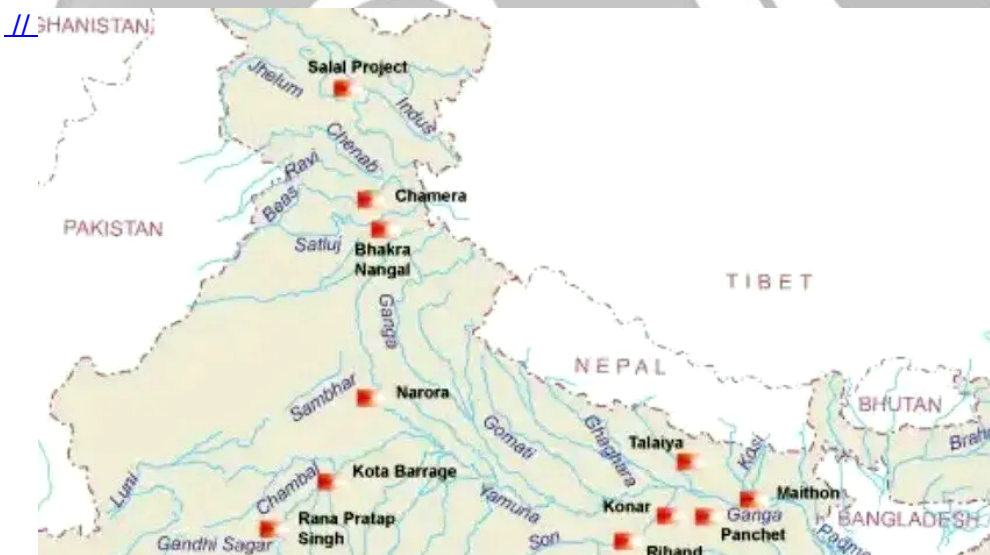 //
GHANISTAN
Salal Project
Jhelum
Indus
Chenab
Ravi
Chamera
Beas
PAKISTAN
Satluj
Bhakra
Nangal
TIBET
Ganga
NEPAL
Sambhar
Narora
BHUTAN
Gomati
Ghaghara
Talaiya
Kosi
Brahm
Kota Barrage
Chambal
Luni
Yamuna
Maithon
Konar
Ganga
Rana Pratap
Singh
Panchet
BANGLADESH
Padma
Gandhi Sagar
Son
Rihand